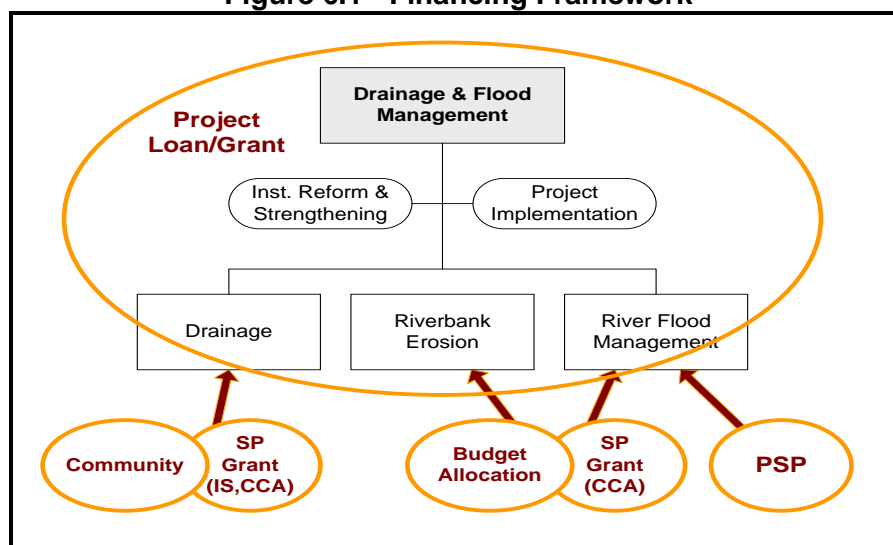 Drainage & Flood
Management
Project
Loan/Grant
Inst. Reform &
Strengthening
Project
Implementation
Drainage
Riverbank
Erosion
River Flood
Management
Community
SP
Grant
(IS,CCA)
Budget
Allocation
SP
Grant
(CCA)
PSP